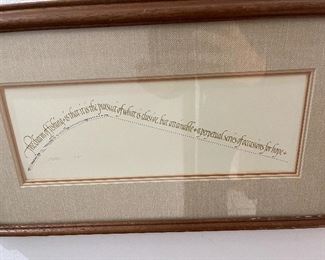 The charm of fishing is that it is the pursuit of what is elusive, but attainable a perpetual series of occasions for hope